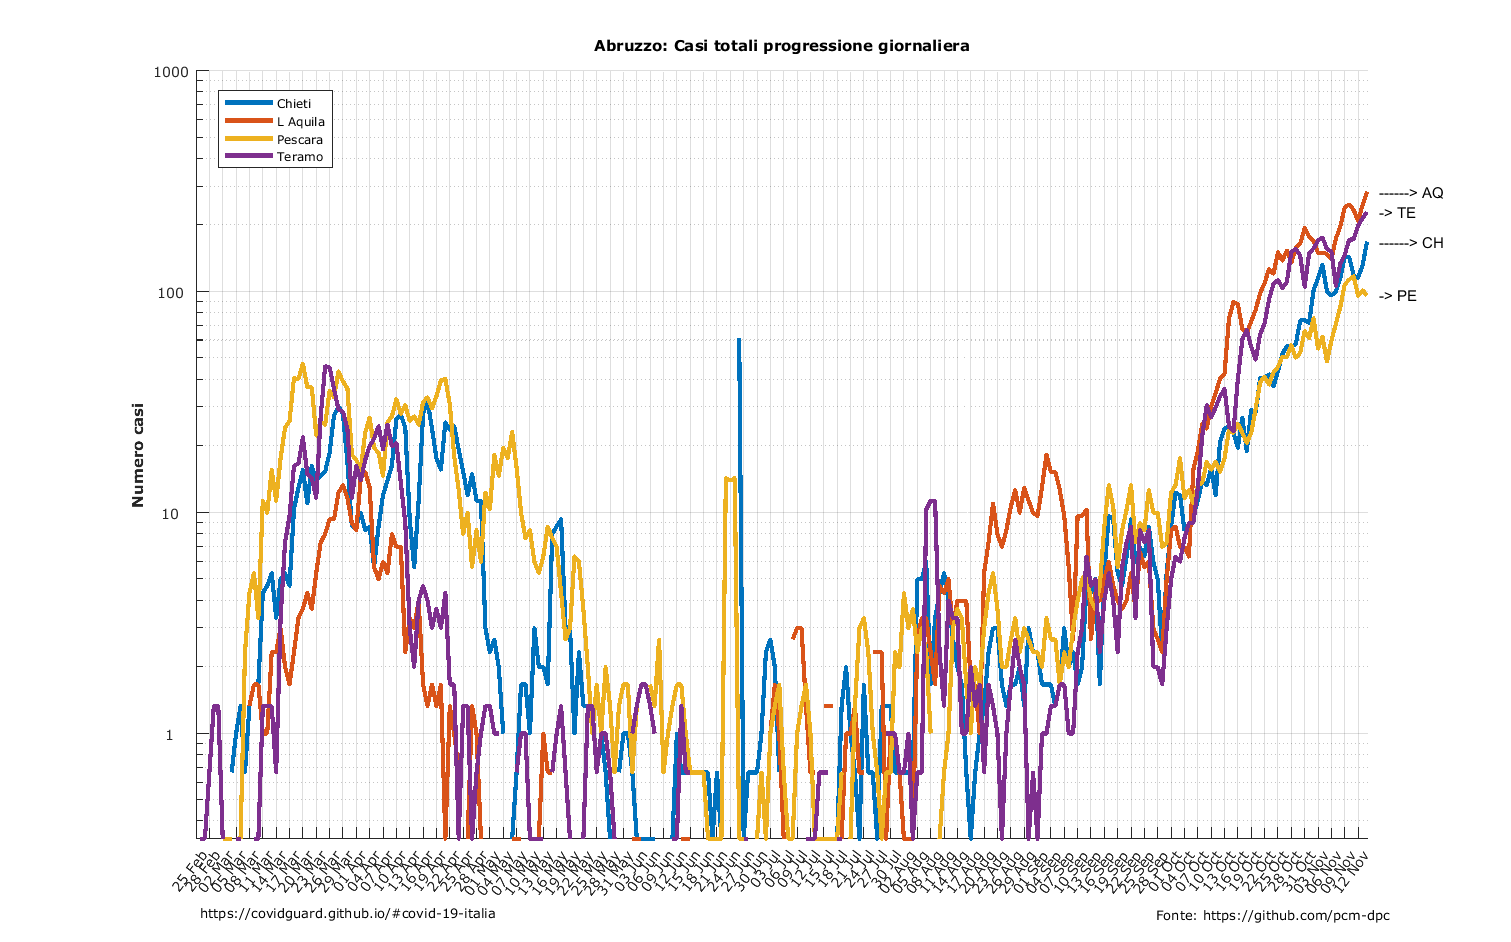 Abruzzo: Casi totali progressione giornaliera
1000
100
10
1
Numero casi
Chieti
L Aquila
Pescara
Teramo
------> AQ
-> TE
------> CH
-> PE
25 Feb
28 Feb
02 Mar
05 Mar
08 Mar
11 Mar
14 Mar
17 Mar
20 Mar
23 Mar
26 Mar
29 Mar
01 Apr
04 Apr
07 Apr
10 Apr
13 Apr
16 Apr
19 Apr
22 Apr
25 Apr
28 Apr
01 May
04 May
07 May
10 May
13 May
16 May
19 May
22 May
25 May
28 May
31 May
03 Jun
06 Jun
09 Jun
12 Jun
15 Jun
18 Jun
21 Jun
24 Jun
27 Jun
30 Jun
03 Jul
06 Jul
09 Jul
12 Jul
15 Jul
18 Jul
21 Jul
24 Jul
27 Jul
30 Jul
02 Aug
05 Aug
08 Aug
11 Aug
14 Aug
17 Aug
20 Aug
23 Aug
26 Aug
29 Aug
01 Sep
04 Sep
07 Sep
10 Sep
13 Sep
16 Sep
19 Sep
22 Sep
25 Sep
28 Sep
01 Oct
04 Oct
07 Oct
10 Oct
13 Oct
16 Oct
19 Oct
22 Oct
25 Oct
28 Oct
31 Oct
03 Nov
06 Nov
09 Nov
12 Nov
https://covidguard.github.io/#covid-19-italia
Fonte: https://github.com/pcm-dpc